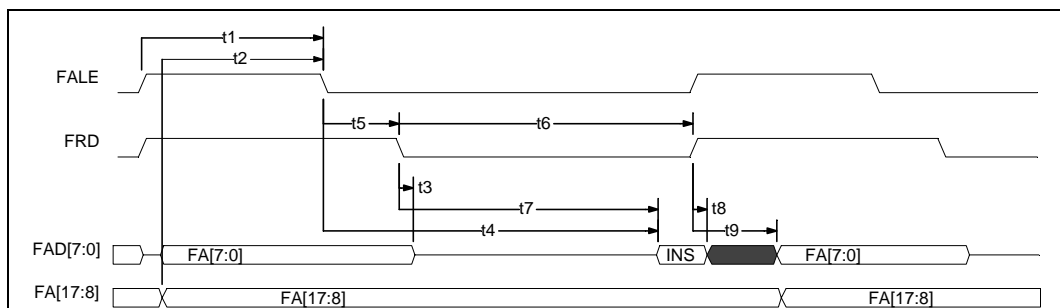 t1
t2
FALE
t5 t6
FRD
t3
t7 t8
t4 t9
FAD[7:0] FA[7:0] INS FA[7:0]
FA[17:8] FA[17:8] FA[17:8]